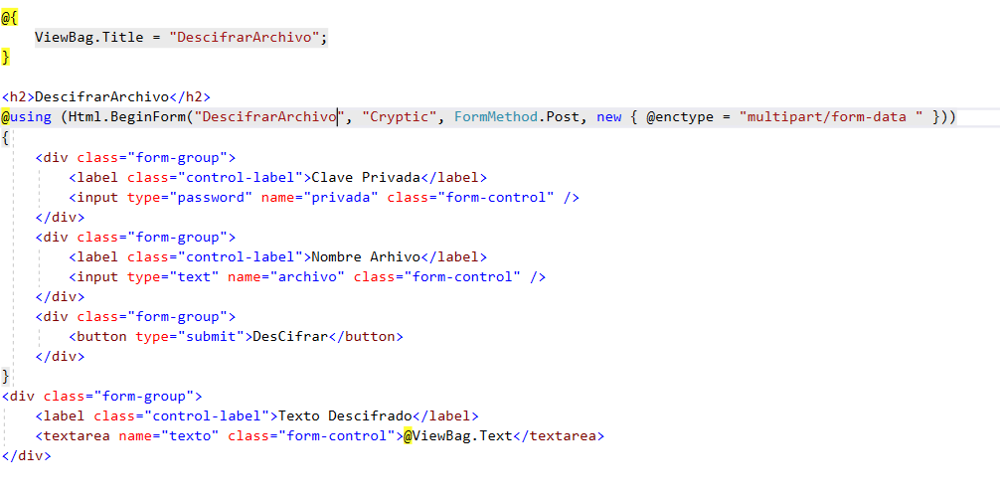 @{
    ViewBag.Title = "DescifrarArchivo";
}

<h2>DescifrarArchivo</h2>
@using (Html.BeginForm("DescifrarArchivo", "Cryptic", FormMethod.Post, new { @enctype = "multipart/form-data " }))
{
    <div class="form-group">
        <label class="control-label">Clave Privada</label>
        <input type="password" name="privada" class="form-control" />
    </div>
    <div class="form-group">
        <label class="control-label">Nombre Arhivo</label>
        <input type="text" name="archivo" class="form-control" />
    </div>
    <div class="form-group">
        <button type="submit">DesCifrar</button>
    </div>
}
<div class="form-group">
    <label class="control-label">Texto Descifrado</label>
    <textarea name="texto" class="form-control">@ViewBag.Text</textarea>
</div>